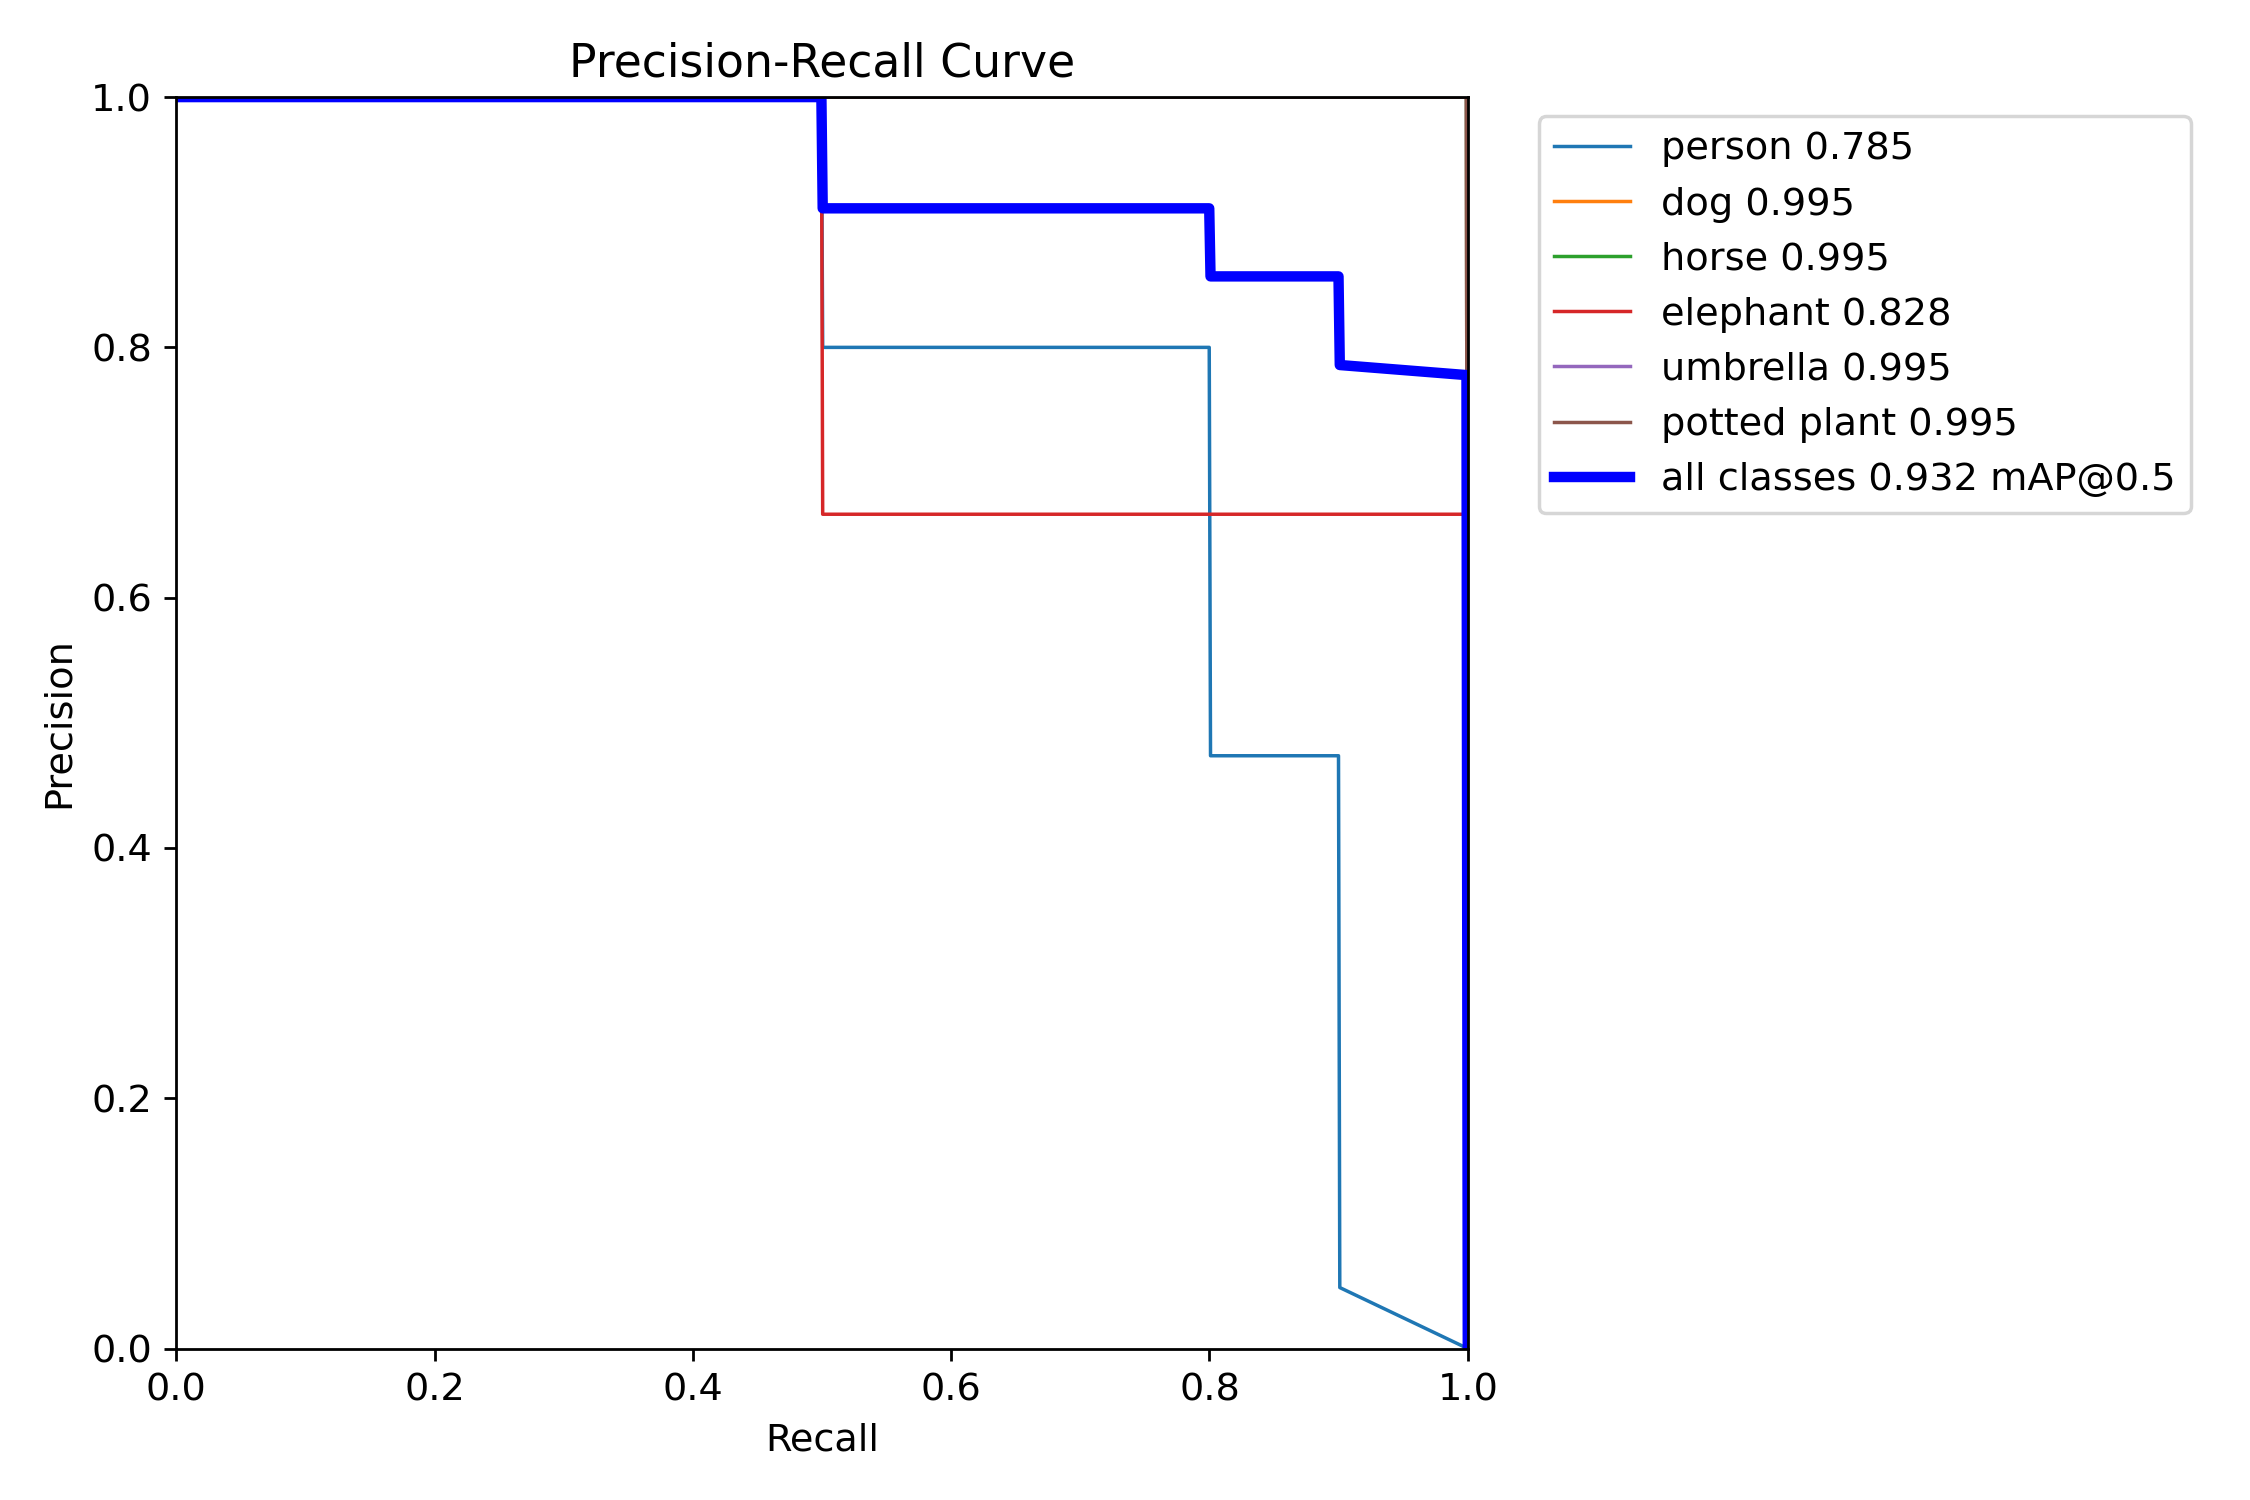 Precision-Recall Curve
1.0
0.8
0.6
0.4
0.2
0.0
Precision
0.0 0.2 0.4 0.6 0.8 1.0
Recall
person 0.785
dog 0.995
horse 0.995
elephant 0.828
umbrella 0.995
potted plant 0.995
all classes 0.932 mAP@0.5